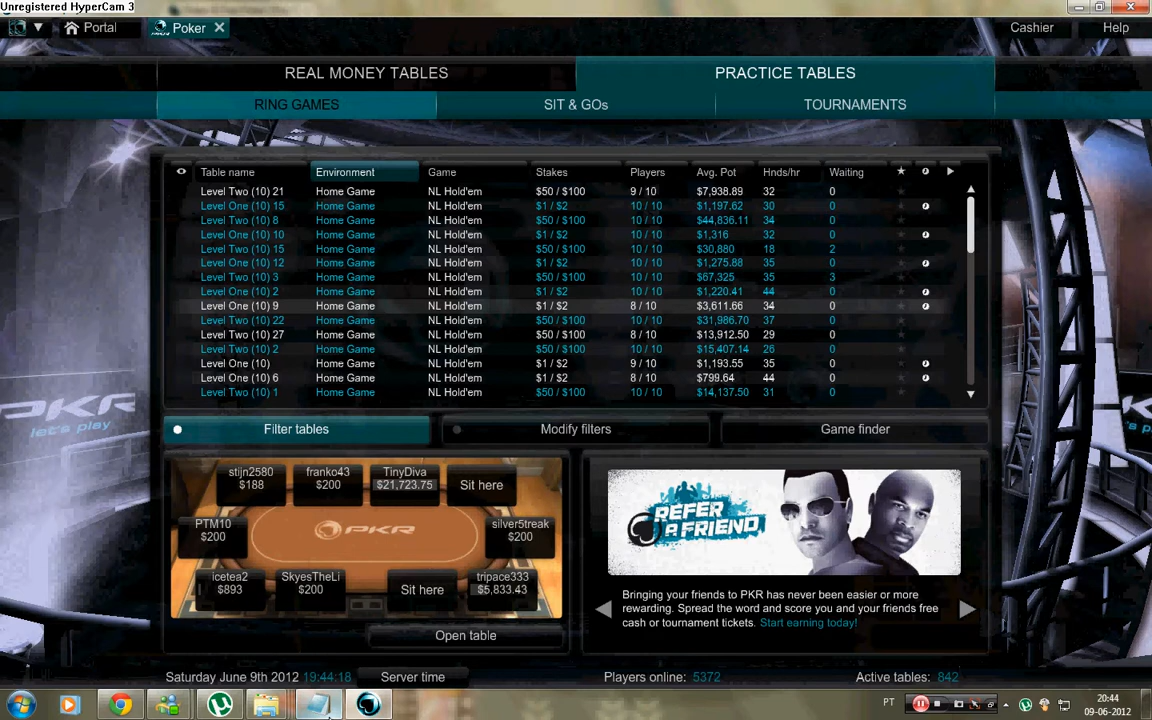 Unregistered HyperCam 3
Portal
Poker
Cashier
Help
REAL MONEY TABLES
PRACTICE TABLES
RING GAMES
SIT & GOs
TOURNAMENTS
Table name Environment Game Stakes Players Avg. Pot Hnds/hr Waiting
Level Two (10) 21 Home Game NL Hold'em $50 / $100 9 / 10 $7,938.89 32 0
Level One (10) 15 Home Game NL Hold'em $1 / $2 10 / 10 $1,197.62 30 0
Level Two (10) 8 Home Game NL Hold'em $50 / $100 10 / 10 $44,836.11 34 0
Level One (10) 10 Home Game NL Hold'em $1 / $2 10 / 10 $1,316 32 0
Level Two (10) 15 Home Game NL Hold'em $50 / $100 10 / 10 $30,880 18 2
Level One (10) 12 Home Game NL Hold'em $1 / $2 10 / 10 $1,275.88 35 0
Level Two (10) 3 Home Game NL Hold'em $50 / $100 10 / 10 $67,325 35 3
Level One (10) 2 Home Game NL Hold'em $1 / $2 10 / 10 $1,220.41 44 0
Level One (10) 9 Home Game NL Hold'em $1 / $2 8 / 10 $3,611.66 34 0
Level Two (10) 22 Home Game NL Hold'em $50 / $100 10 / 10 $31,986.70 37 0
Level Two (10) 27 Home Game NL Hold'em $50 / $100 8 / 10 $13,912.50 29 0
Level Two (10) 2 Home Game NL Hold'em $50 / $100 10 / 10 $15,407.14 26 0
Level One (10) Home Game NL Hold'em $1 / $2 9 / 10 $1,193.55 35 0
Level One (10) 6 Home Game NL Hold'em $1 / $2 8 / 10 $799.64 44 0
Level Two (10) 1 Home Game NL Hold'em $50 / $100 10 / 10 $14,137.50 31 0
PKR
let's play
Filter tables
Modify filters
Game finder
stijn2580
$188
franko43
$200
TinyDiva
$21,723.75
Sit here
PTM10
$200
PKR
silver5treak
$200
icetea2
$893
SkyesTheLi
$200
Sit here
tripace333
$5,833.43
Open table
REFER
A FRIEND
Bringing your friends to PKR has never been easier or more
rewarding. Spread the word and score you and your friends free
cash or tournament tickets. Start earning today!
Saturday June 9th 2012 19:44:18
Server time
Players online: 5372
Active tables: 842
PT
20:44
09-06-2012